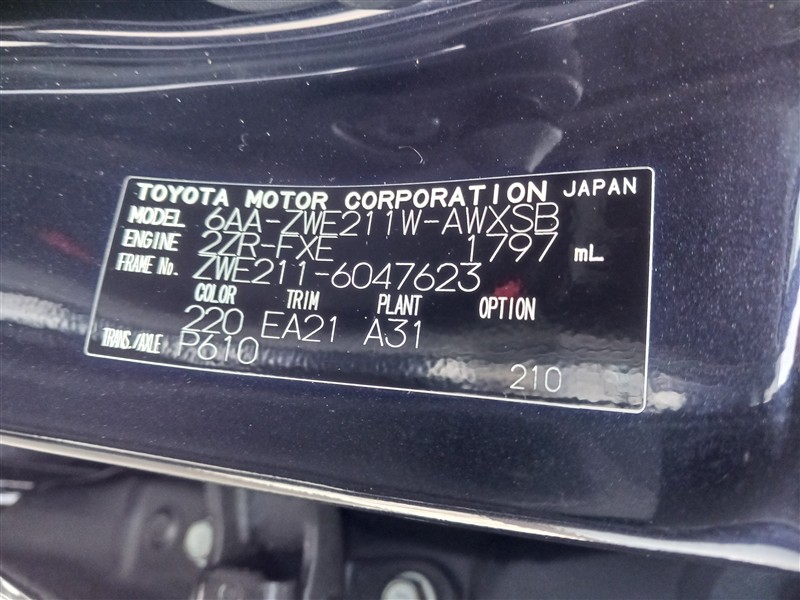 TOYOTA MOTOR CORPORATION JAPAN
MODEL 6AA-ZWE211W-AWXSB
ENGINE 2ZR-FXE 1797 mL
FRAME No. ZWE211-6047623
COLOR TRIM PLANT OPTION
220 EA21 A31
TRANS./AXLE P610
210